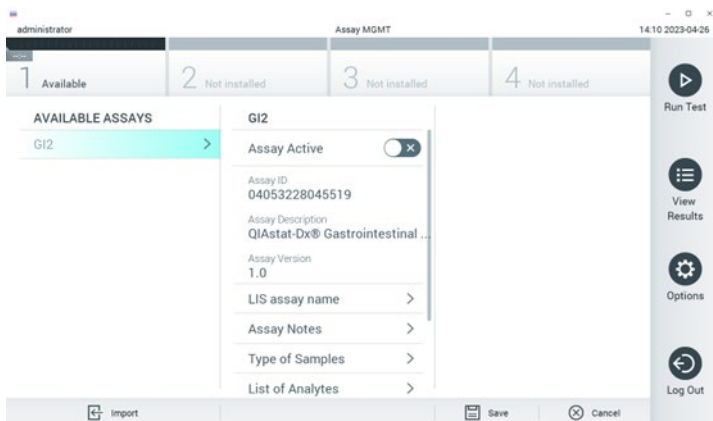 administrator
Assay MGMT
14:10 2023-04-26
1 Available
2 Not installed
3 Not installed
4 Not installed
Run Test
AVAILABLE ASSAYS
GI2
GI2
Assay Active
Assay ID
04053228045519
Assay Description
QIAstat-Dx® Gastrointestinal ...
Assay Version
1.0
LIS assay name
Assay Notes
Type of Samples
List of Analytes
View
Results
Options
Log Out
Import
Save
Cancel